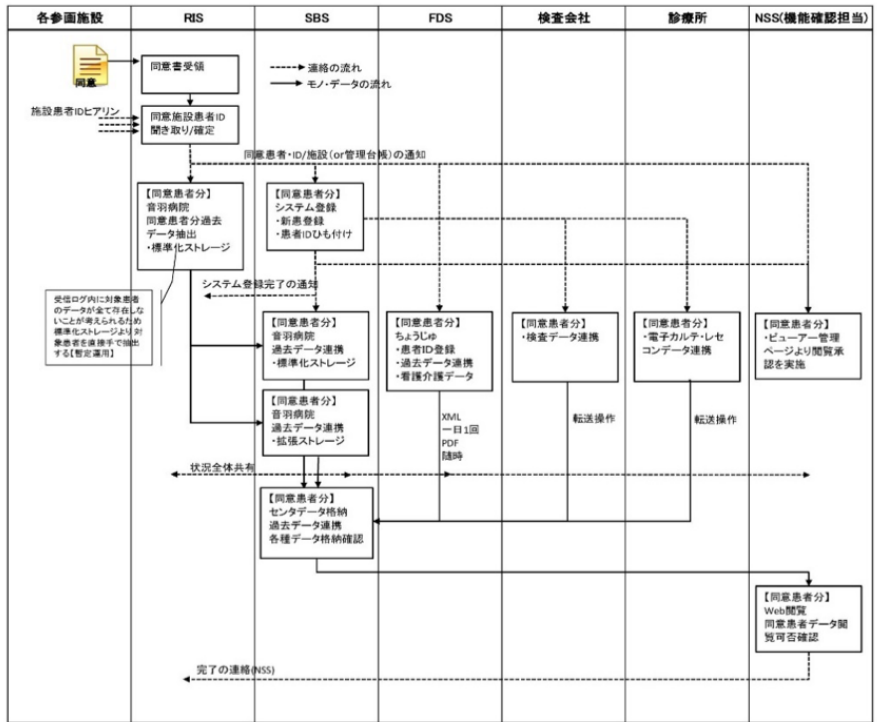 各参画施設
RIS
SBS
FDS
検査会社
診療所
NSS(機能確認担当)
同意
同意書受領
連絡の流れ
モノ・データの流れ
施設患者IDヒアリン
同意施設患者ID
聞き取り/確定
同意患者・ID/施設(or管理台帳)の通知
【同意患者分】
音羽病院
同意患者分過去
データ抽出
・標準化ストレージ
【同意患者分】
システム登録
・新患登録
・患者IDひも付け
システム登録完了の通知
受信ログ内に対象患者
のデータが全て存在しな
いことが考えられるため
標準化ストレージより対
象患者を直接手で抽出
する【暫定運用】
【同意患者分】
音羽病院
過去データ連携
・標準化ストレージ
【同意患者分】
ちょうじゅ
・患者ID登録
・過去データ連携
・看護介護データ
【同意患者分】
・検査データ連携
【同意患者分】
・電子カルテ・レセ
コンデータ連携
【同意患者分】
・ビューアー管理
ページより閲覧承
認を実施
【同意患者分】
音羽病院
過去データ連携
・拡張ストレージ
XML
一日1回
PDF
随時
転送操作
転送操作
状況全体共有
【同意患者分】
センタデータ格納
過去データ連携
各種データ格納確認
【同意患者分】
Web閲覧
同意患者データ閲
覧可否確認
完了の連絡(NSS)